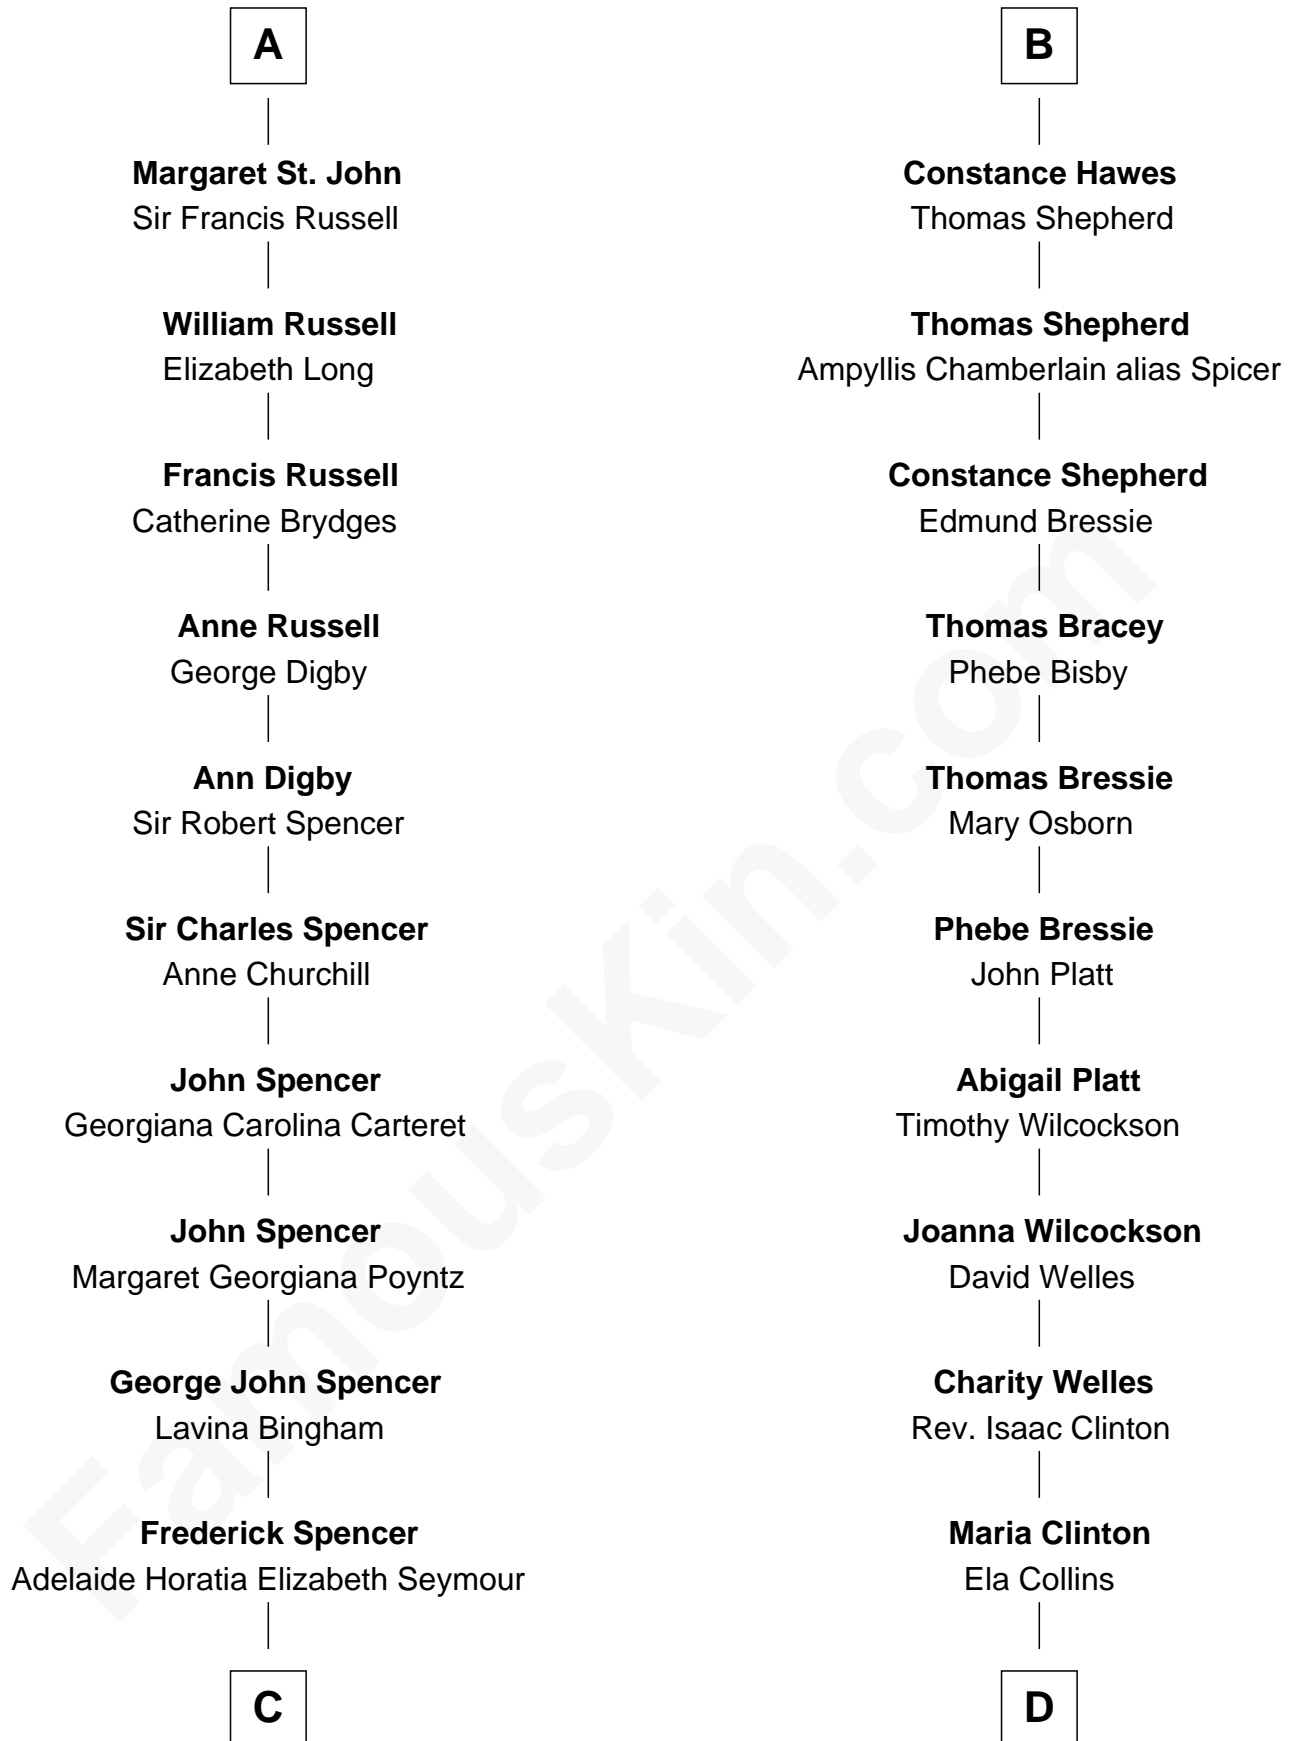 A
Margaret St. John
Sir Francis Russell
William Russell
Elizabeth Long
Francis Russell
Catherine Brydges
Anne Russell
George Digby
Ann Digby
Sir Robert Spencer
Sir Charles Spencer
Anne Churchill
John Spencer
Georgiana Carolina Carteret
John Spencer
Margaret Georgiana Poyntz
George John Spencer
Lavina Bingham
Frederick Spencer
Adelaide Horatia Elizabeth Seymour
C
B
Constance Hawes
Thomas Shepherd
Thomas Shepherd
Ampyllis Chamberlain alias Spicer
Constance Shepherd
Edmund Bressie
Thomas Bracey
Phebe Bisby
Thomas Bressie
Mary Osborn
Phebe Bressie
John Platt
Abigail Platt
Timothy Wilcockson
Joanna Wilcockson
David Welles
Charity Welles
Rev. Isaac Clinton
Maria Clinton
Ela Collins
D
FamousKin.com